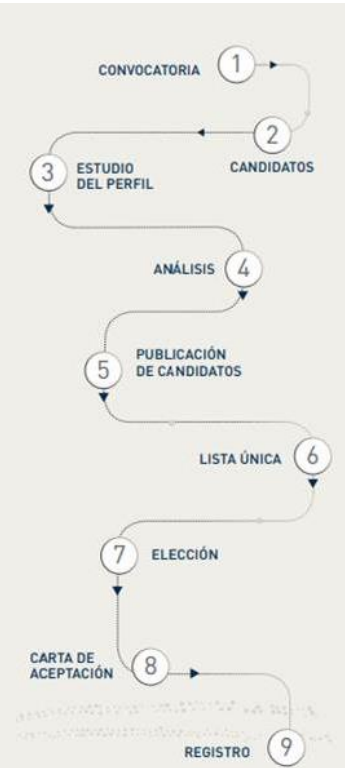 CONVOCATORIA 1
2
CANDIDATOS
3 ESTUDIO
DEL PERFIL
ANÁLISIS 4
5 PUBLICACIÓN
DE CANDIDATOS
LISTA ÚNICA 6
7 ELECCIÓN
CARTA DE
ACEPTACIÓN 8
REGISTRO 9